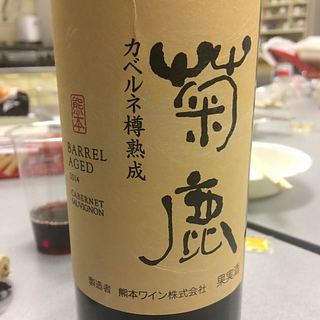 菊鹿
カベルネ樽熟成
熊本
BARREL
AGED
2014
CABERNET
SAUVIGNON
製造者 熊本ワイン株式会社
果実酒